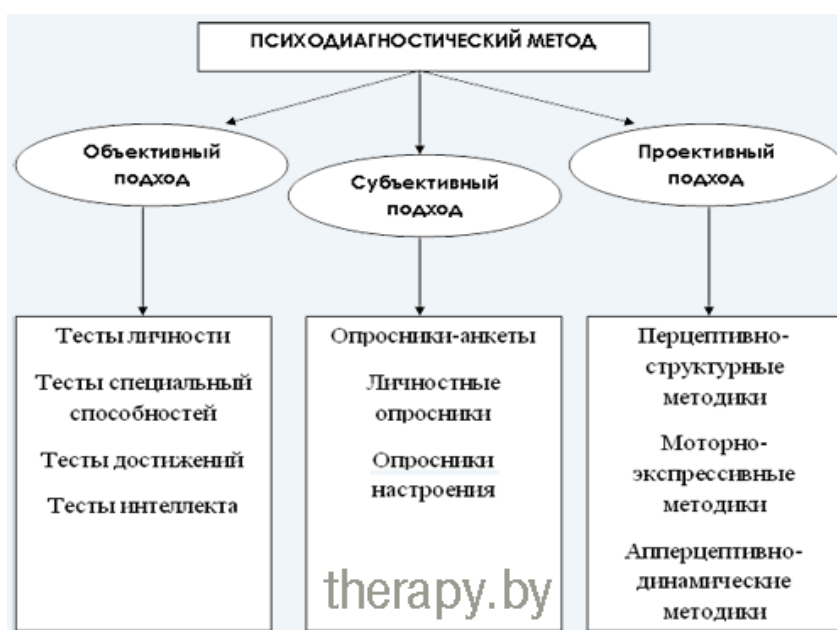 ПСИХОДИАГНОСТИЧЕСКИЙ МЕТОД
Объективный
подход
Субъективный
подход
Проективный
подход
Тесты личности
Тесты специальный
способностей
Тесты достижений
Тесты интеллекта
Опросники-анкеты
Личностные
опросники
Опросники
настроения
Перцептивно-
структурные
методики
Моторно-
экспрессивные
методики
Апперцептивно-
динамические
методики
therapy.by